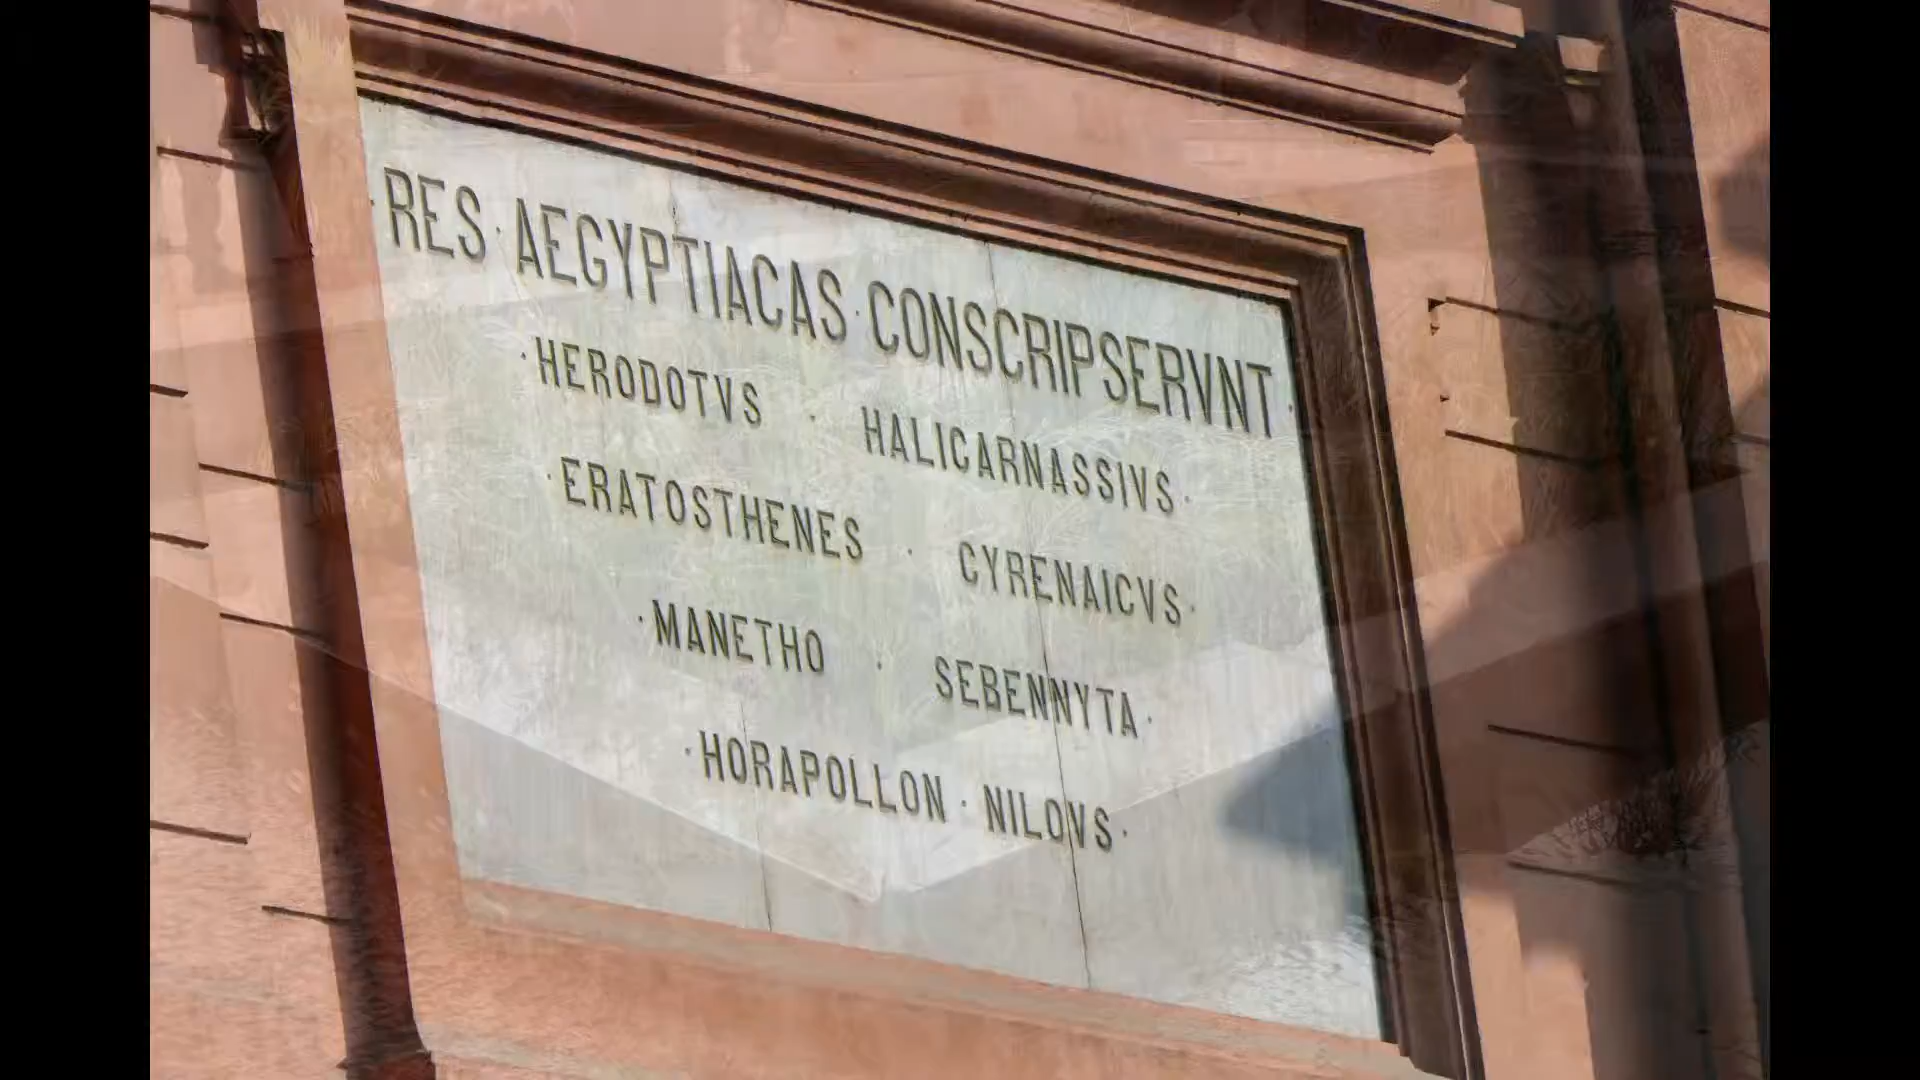 ·RES·AEGYPTIACAS·CONSCRIPSERVNT·
·HERODOTVS · HALICARNASSIVS·
·ERATOSTHENES · CYRENAICVS·
·MANETHO · SEBENNYTA·
·HORAPOLLON · NILOVS·